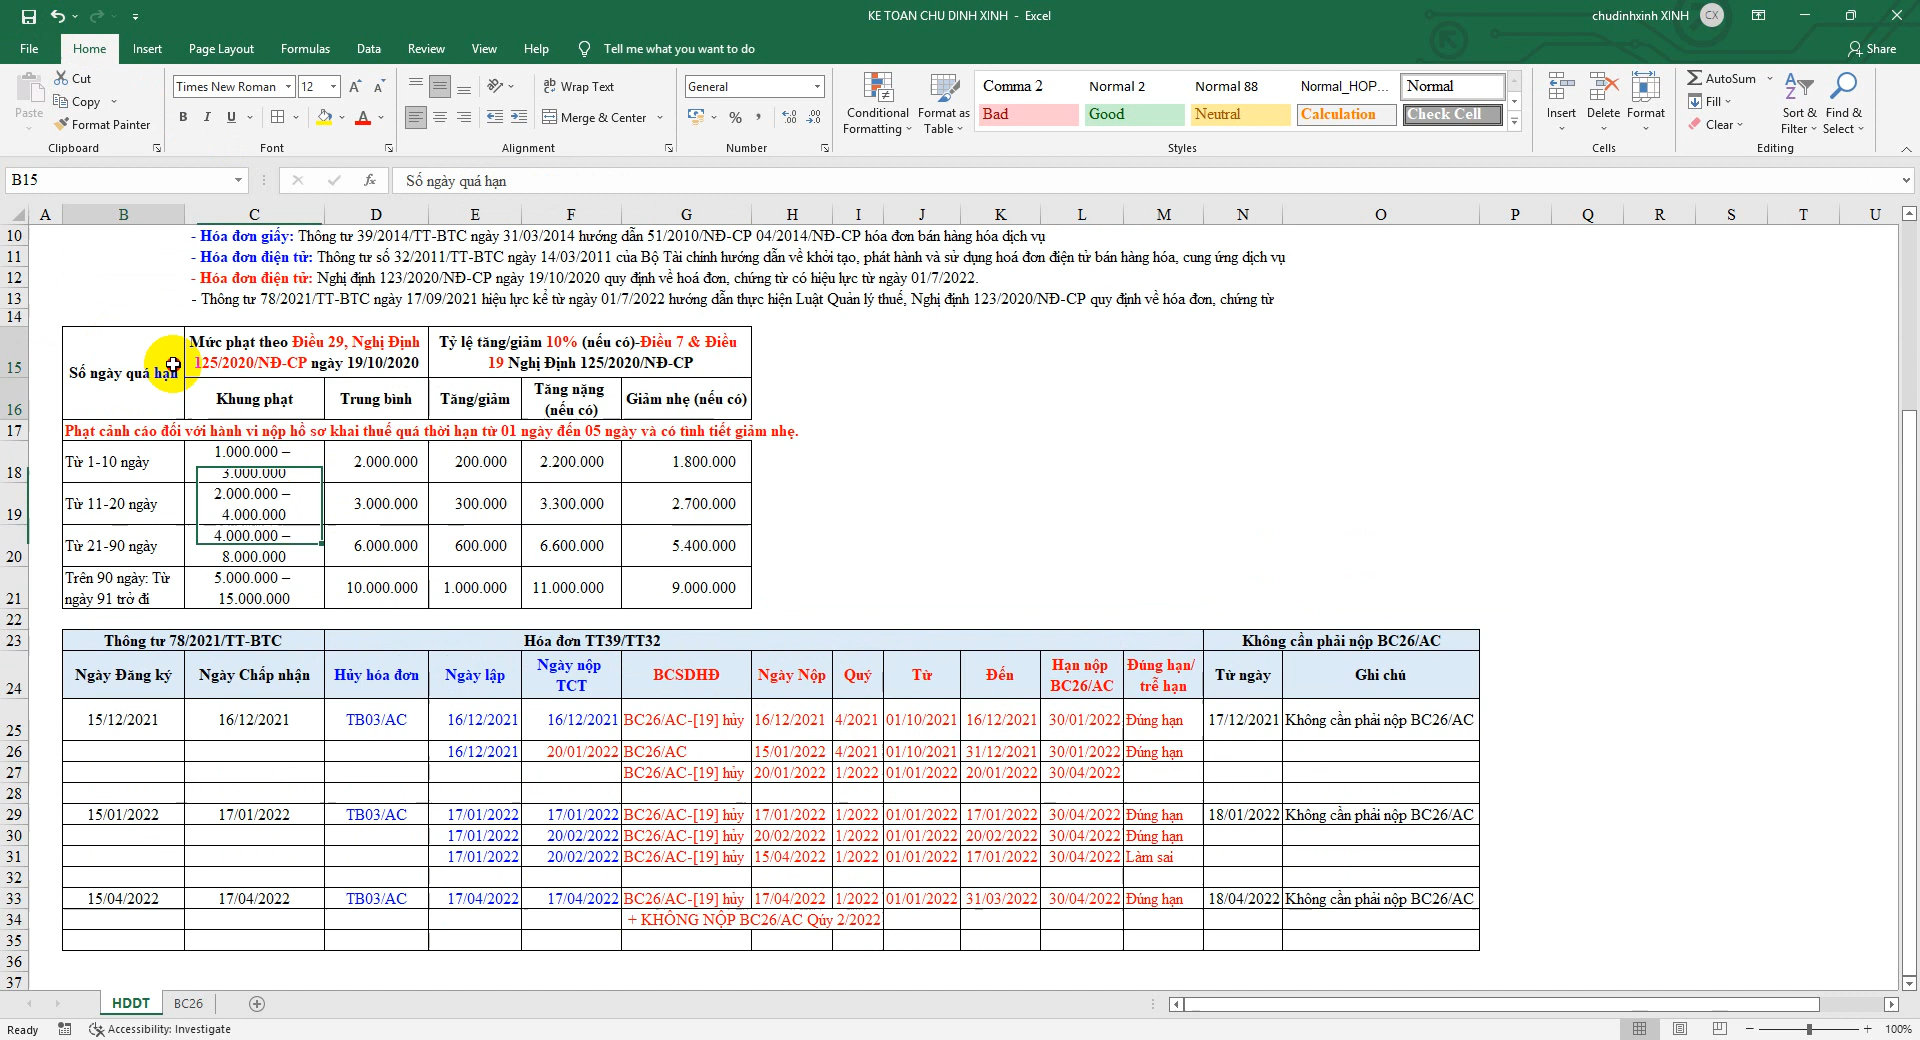 KE TOAN CHU DINH XINH - Excel
chudinhxinh XINH CX
File Home Insert Page Layout Formulas Data Review View Help Tell me what you want to do Share
Paste Cut Copy Format Painter
Clipboard
Times New Roman 12
B I U
Font
Wrap Text
Merge & Center
Alignment
General
Number
Conditional Formatting
Format as Table
Comma 2 Normal 2 Normal 88 Normal_HOP... Normal
Bad Good Neutral Calculation Check Cell
Styles
Insert Delete Format
Cells
AutoSum
Fill
Clear
Sort & Filter
Find & Select
Editing
B15 fx Số ngày quá hạn
A B C D E F G H I J K L M N O P Q R S T U
10 - Hóa đơn giấy: Thông tư 39/2014/TT-BTC ngày 31/03/2014 hướng dẫn 51/2010/NĐ-CP 04/2014/NĐ-CP hóa đơn bán hàng hóa dịch vụ
11 - Hóa đơn điện tử: Thông tư số 32/2011/TT-BTC ngày 14/03/2011 của Bộ Tài chính hướng dẫn về khởi tạo, phát hành và sử dụng hoá đơn điện tử bán hàng hóa, cung ứng dịch vụ
12 - Hóa đơn điện tử: Nghị định 123/2020/NĐ-CP ngày 19/10/2020 quy định về hoá đơn, chứng từ có hiệu lực từ ngày 01/7/2022.
13 - Thông tư 78/2021/TT-BTC ngày 17/09/2021 hiệu lực kể từ ngày 01/7/2022 hướng dẫn thực hiện Luật Quản lý thuế, Nghị định 123/2020/NĐ-CP quy định về hóa đơn, chứng từ
14
15 Số ngày quá hạn
Mức phạt theo Điều 29, Nghị Định
125/2020/NĐ-CP ngày 19/10/2020
Tỷ lệ tăng/giảm 10% (nếu có)-Điều 7 & Điều
19 Nghị Định 125/2020/NĐ-CP
16 Khung phạt Trung bình Tăng/giảm Tăng nặng (nếu có) Giảm nhẹ (nếu có)
17 Phạt cảnh cáo đối với hành vi nộp hồ sơ khai thuế quá thời hạn từ 01 ngày đến 05 ngày và có tình tiết giảm nhẹ.
18 Từ 1-10 ngày 1.000.000 – 3.000.000 2.000.000 200.000 2.200.000 1.800.000
19 Từ 11-20 ngày 2.000.000 – 4.000.000 3.000.000 300.000 3.300.000 2.700.000
20 Từ 21-90 ngày 4.000.000 – 8.000.000 6.000.000 600.000 6.600.000 5.400.000
21 Trên 90 ngày: Từ ngày 91 trở đi 5.000.000 – 15.000.000 10.000.000 1.000.000 11.000.000 9.000.000
22
23 Thông tư 78/2021/TT-BTC Hóa đơn TT39/TT32 Không cần phải nộp BC26/AC
24 Ngày Đăng ký Ngày Chấp nhận Hủy hóa đơn Ngày lập Ngày nộp TCT BCSDHĐ Ngày Nộp Quý Từ Đến Hạn nộp BC26/AC Đúng hạn/ trễ hạn Từ ngày Ghi chú
25 15/12/2021 16/12/2021 TB03/AC 16/12/2021 16/12/2021 BC26/AC-[19] hủy 16/12/2021 4/2021 01/10/2021 16/12/2021 30/01/2022 Đúng hạn 17/12/2021 Không cần phải nộp BC26/AC
26 16/12/2021 20/01/2022 BC26/AC 15/01/2022 4/2021 01/10/2021 31/12/2021 30/01/2022 Đúng hạn
27 BC26/AC-[19] hủy 20/01/2022 1/2022 01/01/2022 20/01/2022 30/04/2022
28
29 15/01/2022 17/01/2022 TB03/AC 17/01/2022 17/01/2022 BC26/AC-[19] hủy 17/01/2022 1/2022 01/01/2022 17/01/2022 30/04/2022 Đúng hạn 18/01/2022 Không cần phải nộp BC26/AC
30 17/01/2022 20/02/2022 BC26/AC-[19] hủy 20/02/2022 1/2022 01/01/2022 20/02/2022 30/04/2022 Đúng hạn
31 17/01/2022 20/02/2022 BC26/AC-[19] hủy 15/04/2022 1/2022 01/01/2022 17/01/2022 30/04/2022 Làm sai
32
33 15/04/2022 17/04/2022 TB03/AC 17/04/2022 17/04/2022 BC26/AC-[19] hủy 17/04/2022 1/2022 01/01/2022 31/03/2022 30/04/2022 Đúng hạn 18/04/2022 Không cần phải nộp BC26/AC
34 + KHÔNG NỘP BC26/AC Qúy 2/2022
35
36
37
HDDT BC26
Ready Accessibility: Investigate 100%